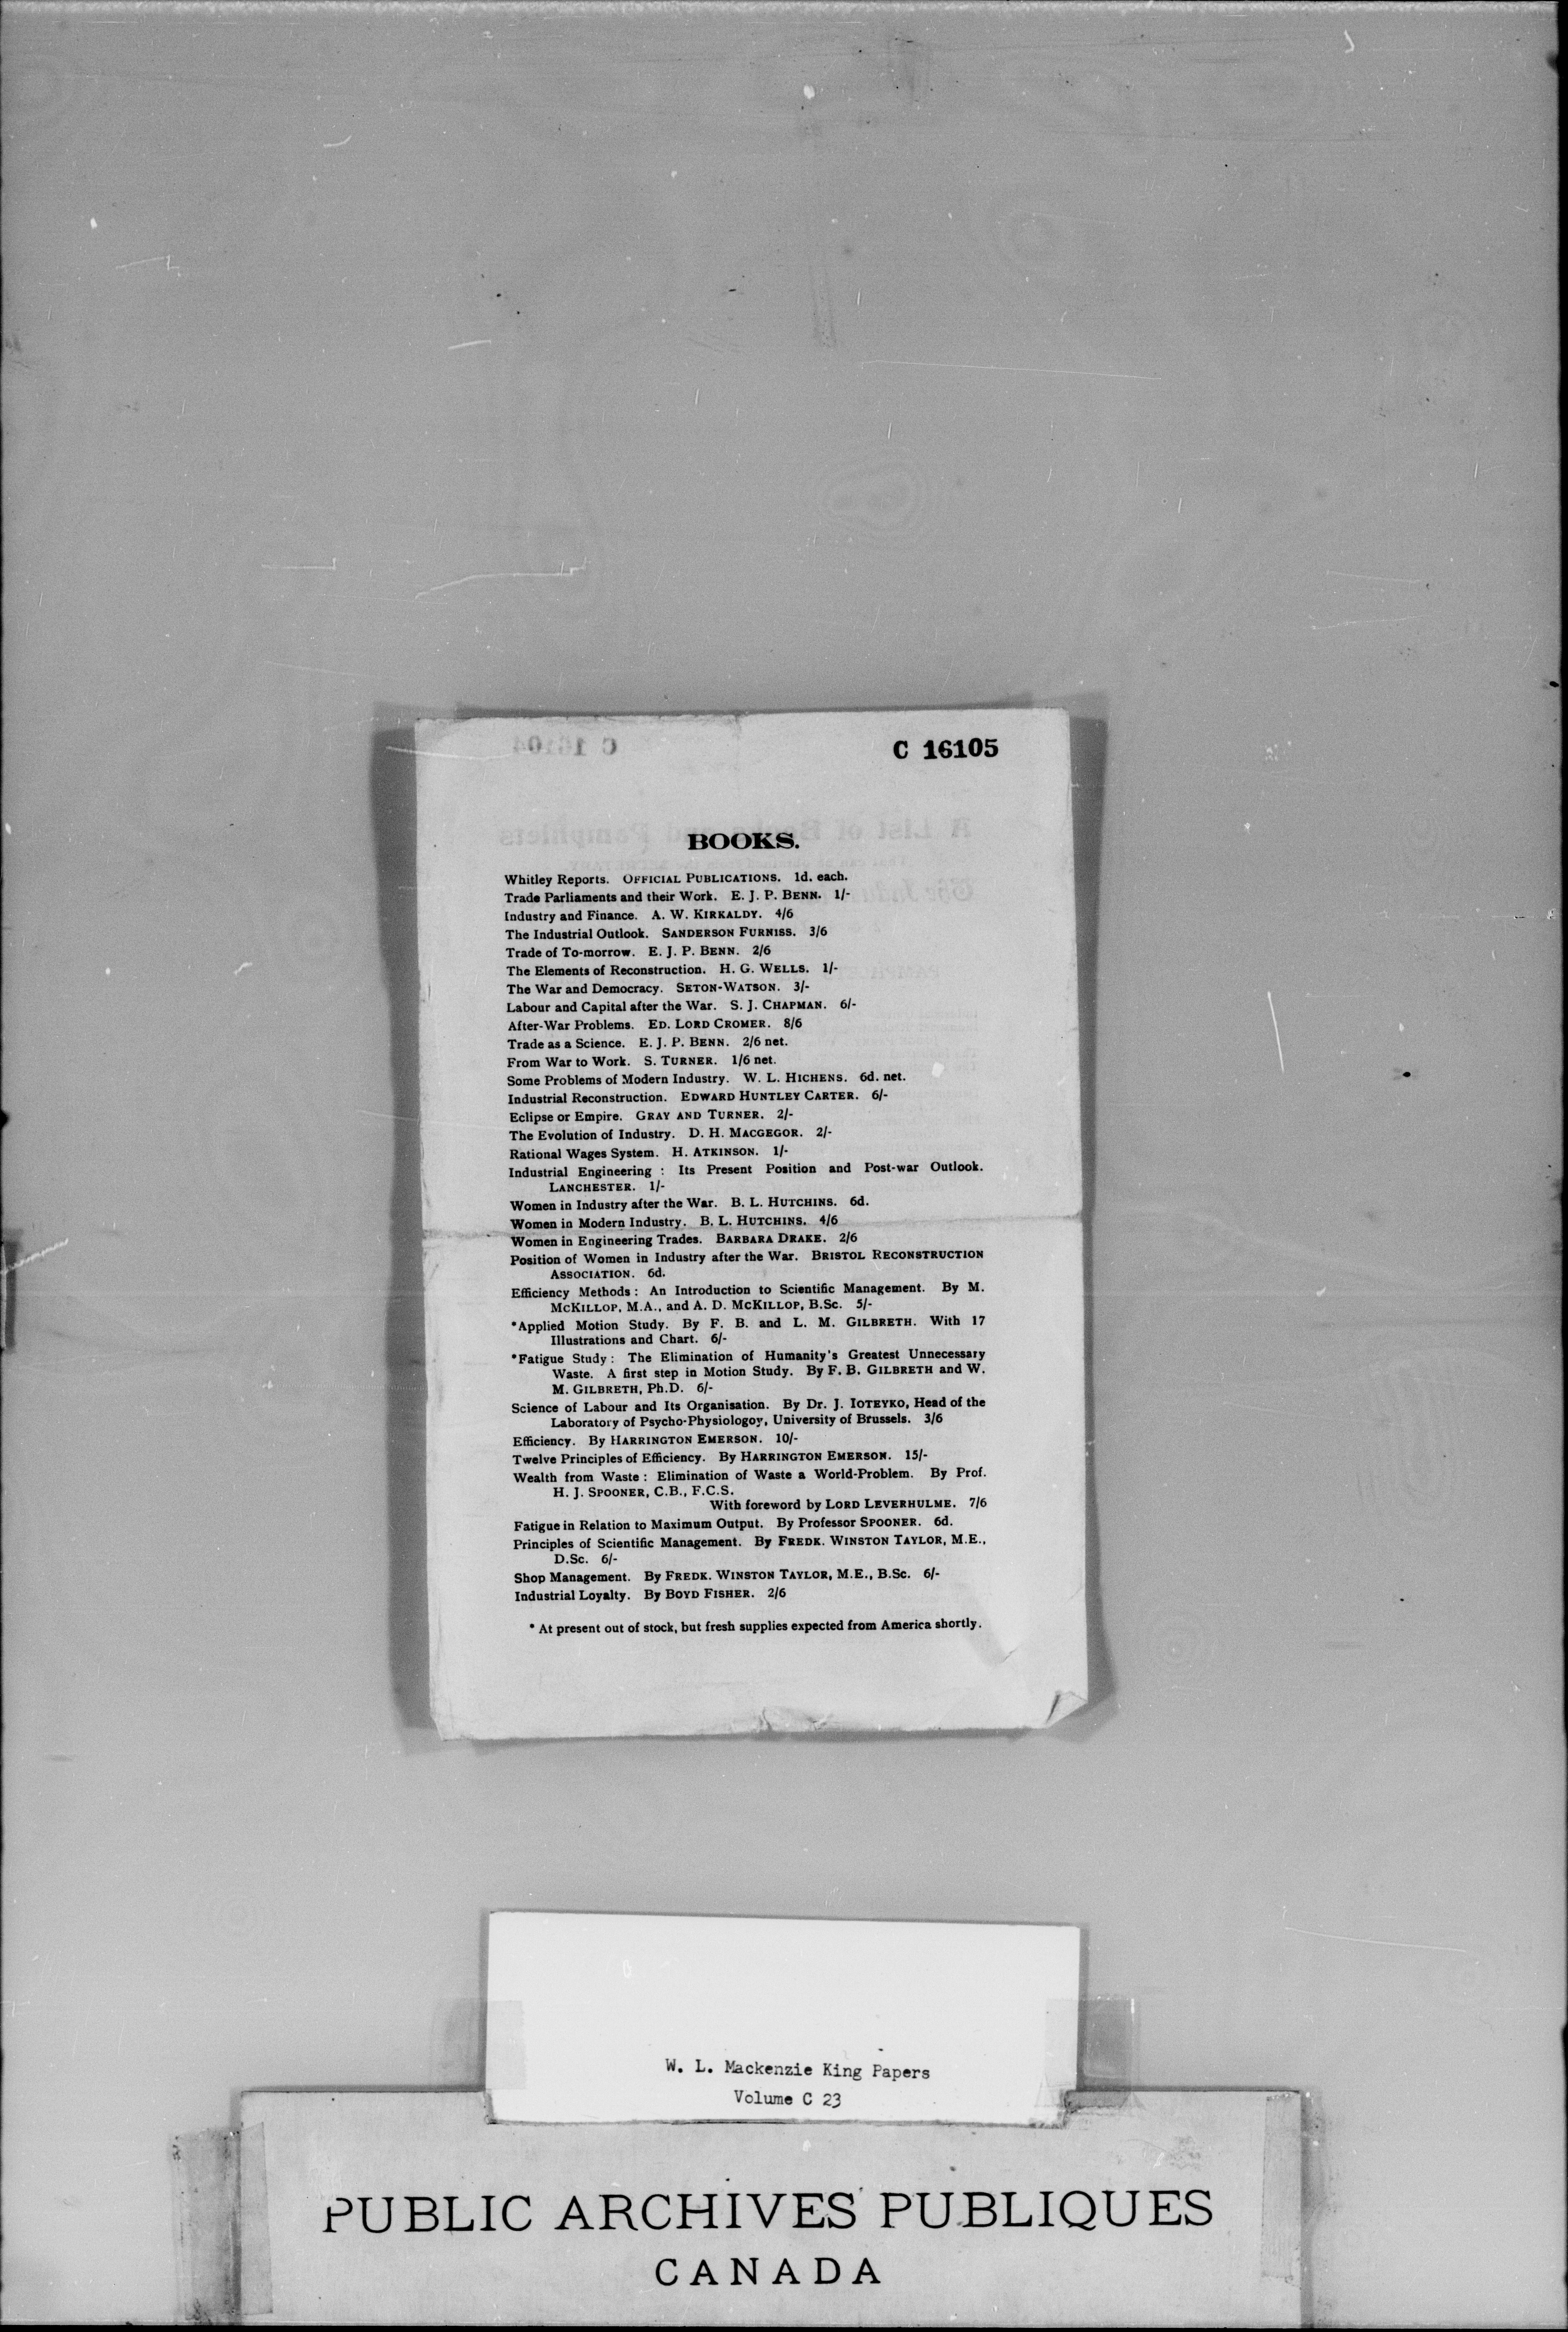 C 16105
BOOKS.
Whitley Reports. OFFICIAL PUBLICATIONS. 1d. each.
Trade Parliaments and their Work. E. J. P. BENN. 1/-
Industry and Finance. A. W. KIRKALDY. 4/6
The Industrial Outlook. SANDERSON FURNISS. 3/6
Trade of To-morrow. E. J. P. BENN. 2/6
The Elements of Reconstruction. H. G. WELLS. 1/-
The War and Democracy. SETON-WATSON. 3/-
Labour and Capital after the War. S. J. CHAPMAN. 6/-
After-War Problems. ED. LORD CROMER. 8/6
Trade as a Science. E. J. P. BENN. 2/6 net.
From War to Work. S. TURNER. 1/6 net.
Some Problems of Modern Industry. W. L. HICHENS. 6d. net.
Industrial Reconstruction. EDWARD HUNTLEY CARTER. 6/-
Eclipse or Empire. GRAY AND TURNER. 2/-
The Evolution of Industry. D. H. MACGEGOR. 2/-
Rational Wages System. H. ATKINSON. 1/-
Industrial Engineering : Its Present Position and Post-war Outlook.
LANCHESTER. 1/-
Women in Industry after the War. B. L. HUTCHINS. 6d.
Women in Modern Industry. B. L. HUTCHINS. 4/6
Women in Engineering Trades. BARBARA DRAKE. 2/6
Position of Women in Industry after the War. BRISTOL RECONSTRUCTION
ASSOCIATION. 6d.
Efficiency Methods : An Introduction to Scientific Management. By M.
MCKILLOP, M.A., and A. D. MCKILLOP, B.Sc. 5/-
*Applied Motion Study. By F. B. and L. M. GILBRETH. With 17
Illustrations and Chart. 6/-
*Fatigue Study : The Elimination of Humanity's Greatest Unnecessary
Waste. A first step in Motion Study. By F. B. GILBRETH and W.
M. GILBRETH, Ph.D. 6/-
Science of Labour and Its Organisation. By Dr. J. IOTEYKO, Head of the
Laboratory of Psycho-Physiologoy, University of Brussels. 3/6
Efficiency. By HARRINGTON EMERSON. 10/-
Twelve Principles of Efficiency. By HARRINGTON EMERSON. 15/-
Wealth from Waste : Elimination of Waste a World-Problem. By Prof.
H. J. SPOONER, C.B., F.C.S.
With foreword by LORD LEVERHULME. 7/6
Fatigue in Relation to Maximum Output. By Professor SPOONER. 6d.
Principles of Scientific Management. By FREDK. WINSTON TAYLOR, M.E.,
D.Sc. 6/-
Shop Management. By FREDK. WINSTON TAYLOR, M.E., B.Sc. 6/-
Industrial Loyalty. By BOYD FISHER. 2/6
* At present out of stock, but fresh supplies expected from America shortly.
W. L. Mackenzie King Papers
Volume C 23
PUBLIC ARCHIVES PUBLIQUES
CANADA